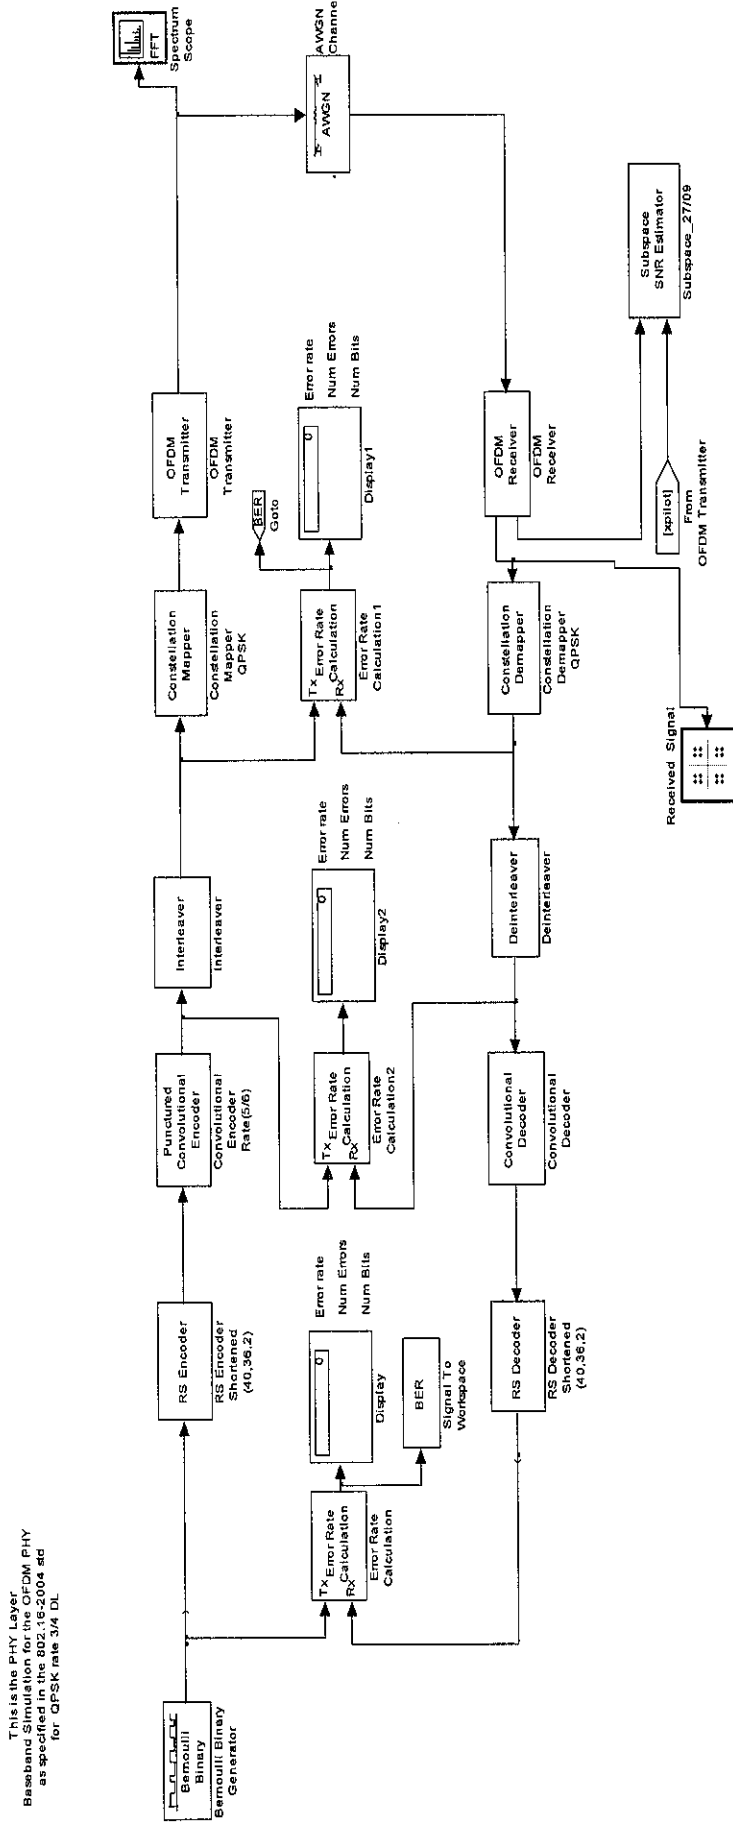 This is the PHY Layer
Baseband Simulation for the OFDM PHY
as specified in the 802.16-2004 std
for QPSK rate 3/4 DL
Bernoulli
Binary
Bernoulli Binary
Generator
RS Encoder
RS Encoder
Shortened
(40,36,2)
Punctured
Convolutional
Encoder
Convolutional
Encoder
Rate(5/6)
Interleaver
Interleaver
Constellation
Mapper
Constellation
Mapper
QPSK
OFDM
Transmitter
OFDM
Transmitter
FFT
Spectrum
Scope
AWGN
AWGN
Channe
Tx
Rx
Error Rate
Calculation
Error Rate
Calculation
0
Display
Error rate
Num Errors
Num Bits
BER
Signal To
Workspace
Tx
Rx
Error Rate
Calculation
Error Rate
Calculation2
0
Display2
Error rate
Num Errors
Num Bits
Tx
Rx
Error Rate
Calculation
Error Rate
Calculation1
BER
Goto
0
Display1
Error rate
Num Errors
Num Bits
RS Decoder
RS Decoder
Shortened
(40,36,2)
Convolutional
Decoder
Convolutional
Decoder
Deinterleaver
Deinterleaver
Constellation
Demapper
Constellation
Demapper
QPSK
OFDM
Receiver
OFDM
Receiver
Received Signal
[xpilot]
From
OFDM Transmitter
Subspace
SNR Estimator
Subspace_27/09